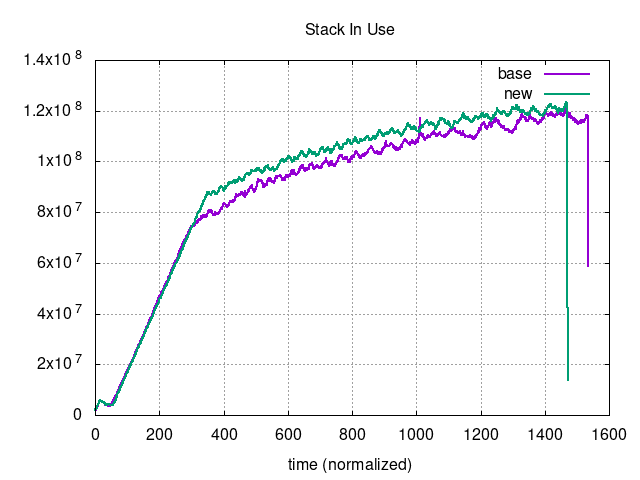 Stack In Use
1.4x10^8
1.2x10^8
1x10^8
8x10^7
6x10^7
4x10^7
2x10^7
0
base
new
0 200 400 600 800 1000 1200 1400 1600
time (normalized)